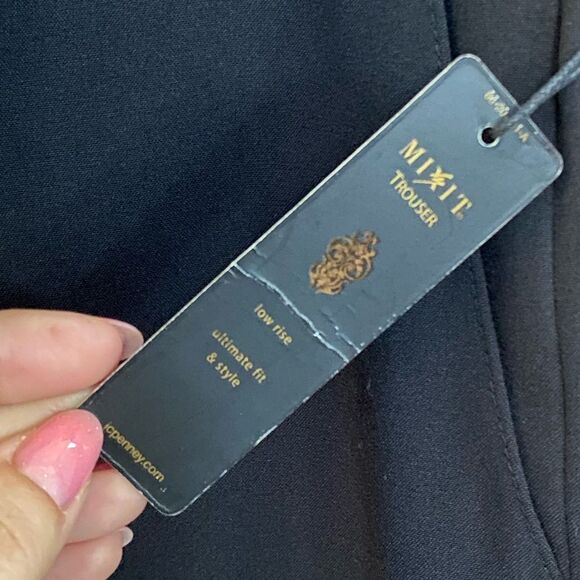 MIXIT
TROUSER
low rise
ultimate fit
& style
jcpenney.com